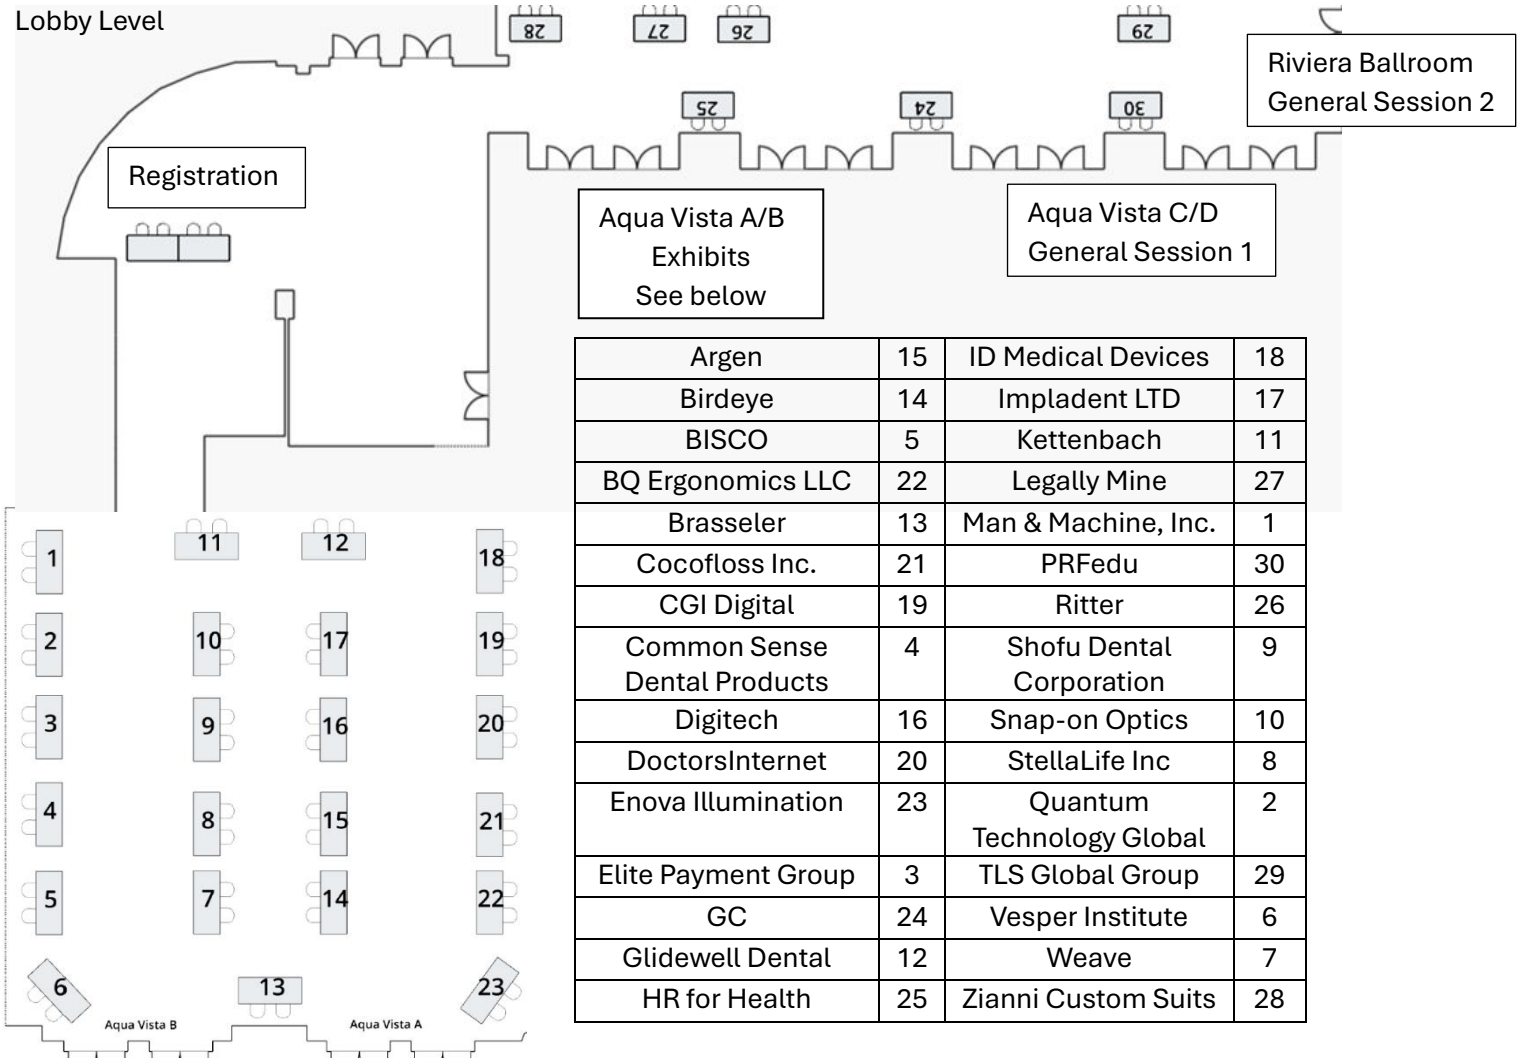 Lobby Level
28
27
26
29
Riviera Ballroom
General Session 2
25
24
30
Registration
Aqua Vista A/B
Exhibits
See below
Aqua Vista C/D
General Session 1
Argen 15 ID Medical Devices 18
Birdeye 14 Impladent LTD 17
BISCO 5 Kettenbach 11
BQ Ergonomics LLC 22 Legally Mine 27
Brasseler 13 Man & Machine, Inc. 1
Cocofloss Inc. 21 PRFedu 30
CGI Digital 19 Ritter 26
Common Sense 4 Shofu Dental 9
Dental Products Corporation
Digitech 16 Snap-on Optics 10
DoctorsInternet 20 StellaLife Inc 8
Enova Illumination 23 Quantum 2
Technology Global
Elite Payment Group 3 TLS Global Group 29
GC 24 Vesper Institute 6
Glidewell Dental 12 Weave 7
HR for Health 25 Zianni Custom Suits 28
1 11 12 18
2 10 17 19
3 9 16 20
4 8 15 21
5 7 14 22
6 13 23
Aqua Vista B Aqua Vista A